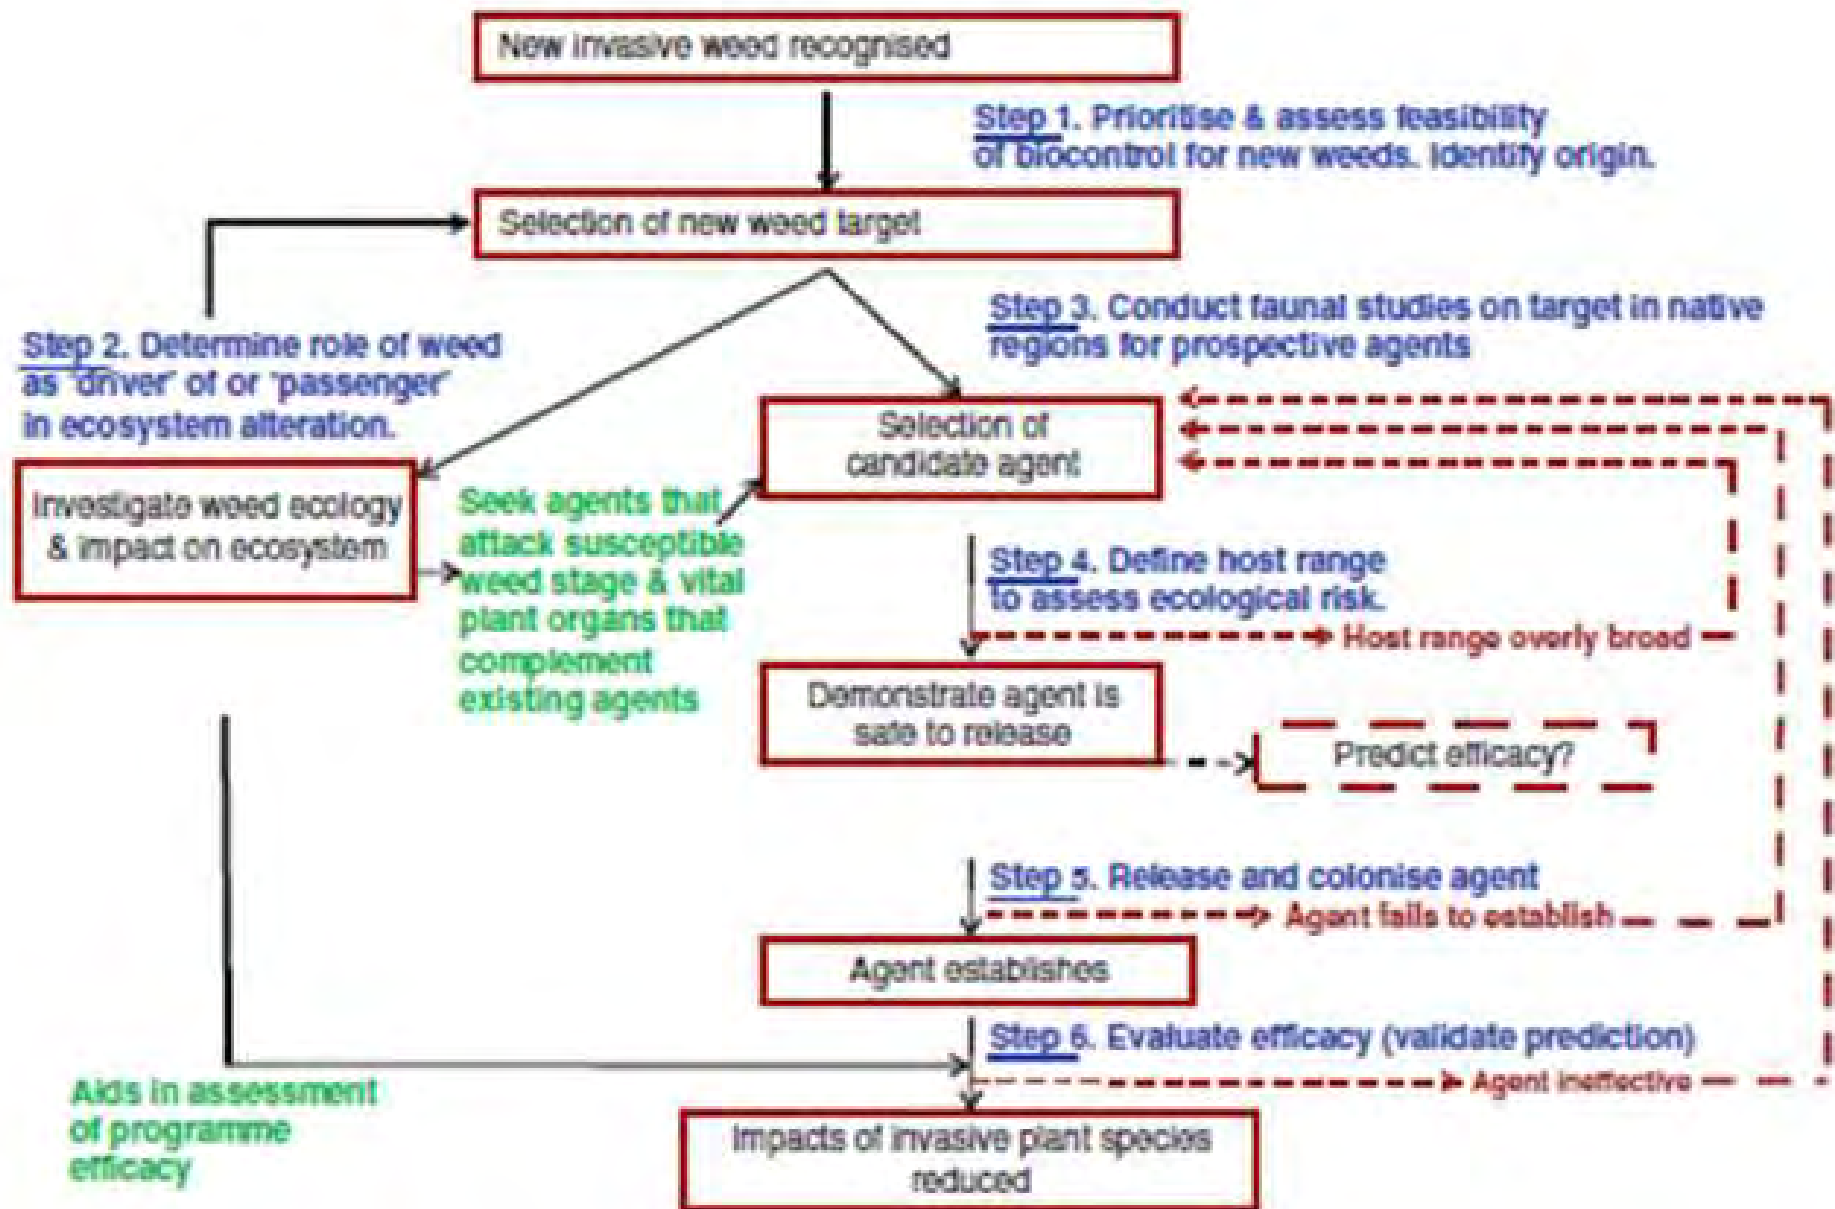 New invasive weed recognised
Step 1. Prioritise & assess feasibility
of biocontrol for new weeds. Identify origin.
Selection of new weed target
Step 2. Determine role of weed
as 'driver' of or 'passenger'
in ecosystem alteration.
Step 3. Conduct faunal studies on target in native
regions for prospective agents
Selection of
candidate agent
Investigate weed ecology
& impact on ecosystem
Seek agents that
attack susceptible
weed stage & vital
plant organs that
complement
existing agents
Step 4. Define host range
to assess ecological risk.
Host range overly broad
Demonstrate agent is
safe to release
Predict efficacy?
Step 5. Release and colonise agent
Agent fails to establish
Agent establishes
Step 6. Evaluate efficacy (validate prediction)
Agent ineffective
Aids in assessment
of programme
efficacy
Impacts of invasive plant species
reduced